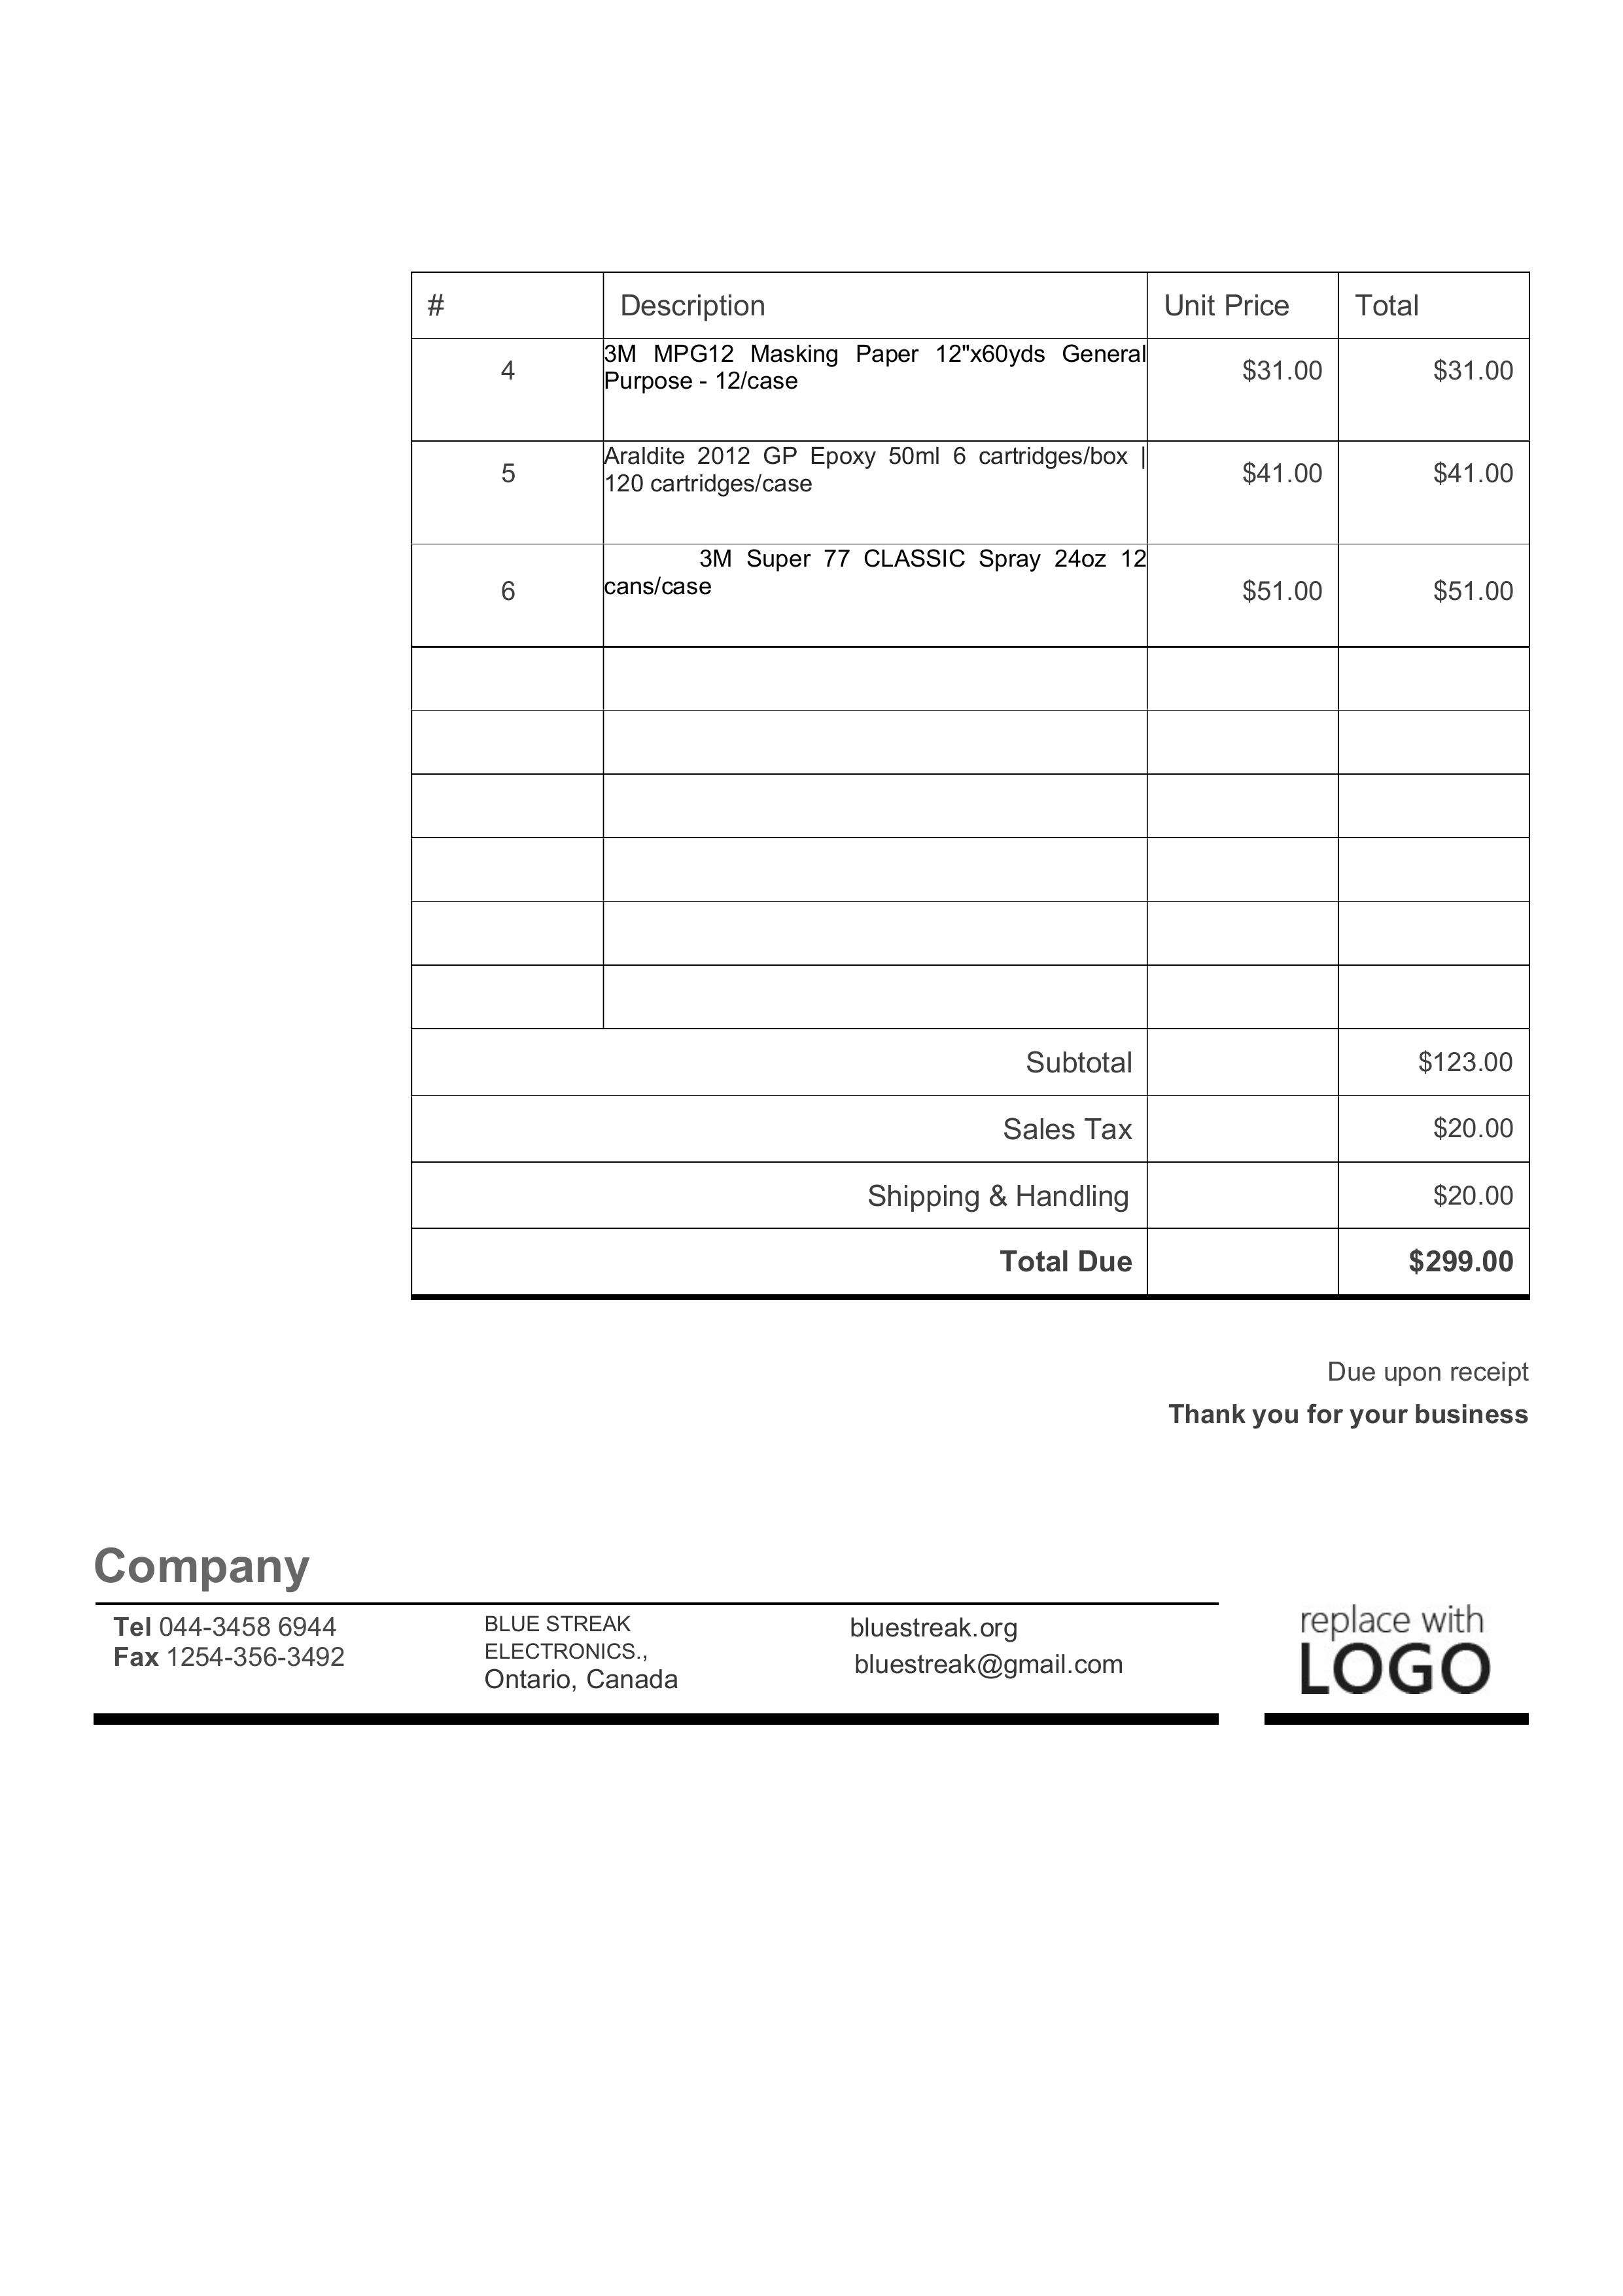 # Description Unit Price Total
4 3M MPG12 Masking Paper 12"x60yds General $31.00 $31.00
Purpose - 12/case
5 Araldite 2012 GP Epoxy 50ml 6 cartridges/box | $41.00 $41.00
120 cartridges/case
6 3M Super 77 CLASSIC Spray 24oz 12 $51.00 $51.00
cans/case
Subtotal $123.00
Sales Tax $20.00
Shipping & Handling $20.00
Total Due $299.00
Due upon receipt
Thank you for your business
Company
Tel 044-3458 6944
Fax 1254-356-3492
BLUE STREAK
ELECTRONICS.,
Ontario, Canada
bluestreak.org
bluestreak@gmail.com
replace with
LOGO